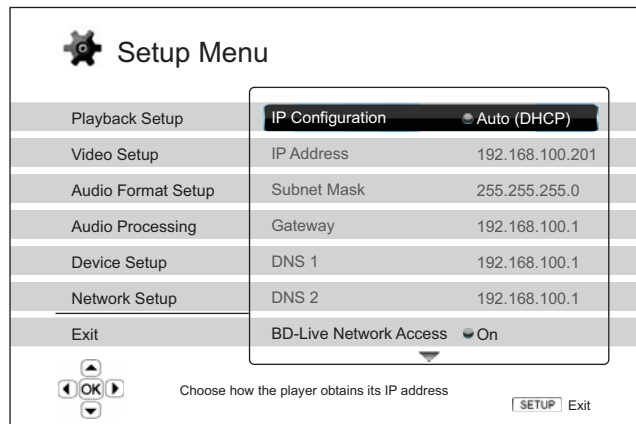 Setup Menu
Playback Setup
Video Setup
Audio Format Setup
Audio Processing
Device Setup
Network Setup
Exit
IP Configuration Auto (DHCP)
IP Address 192.168.100.201
Subnet Mask 255.255.255.0
Gateway 192.168.100.1
DNS 1 192.168.100.1
DNS 2 192.168.100.1
BD-Live Network Access On
OK
Choose how the player obtains its IP address
SETUP Exit